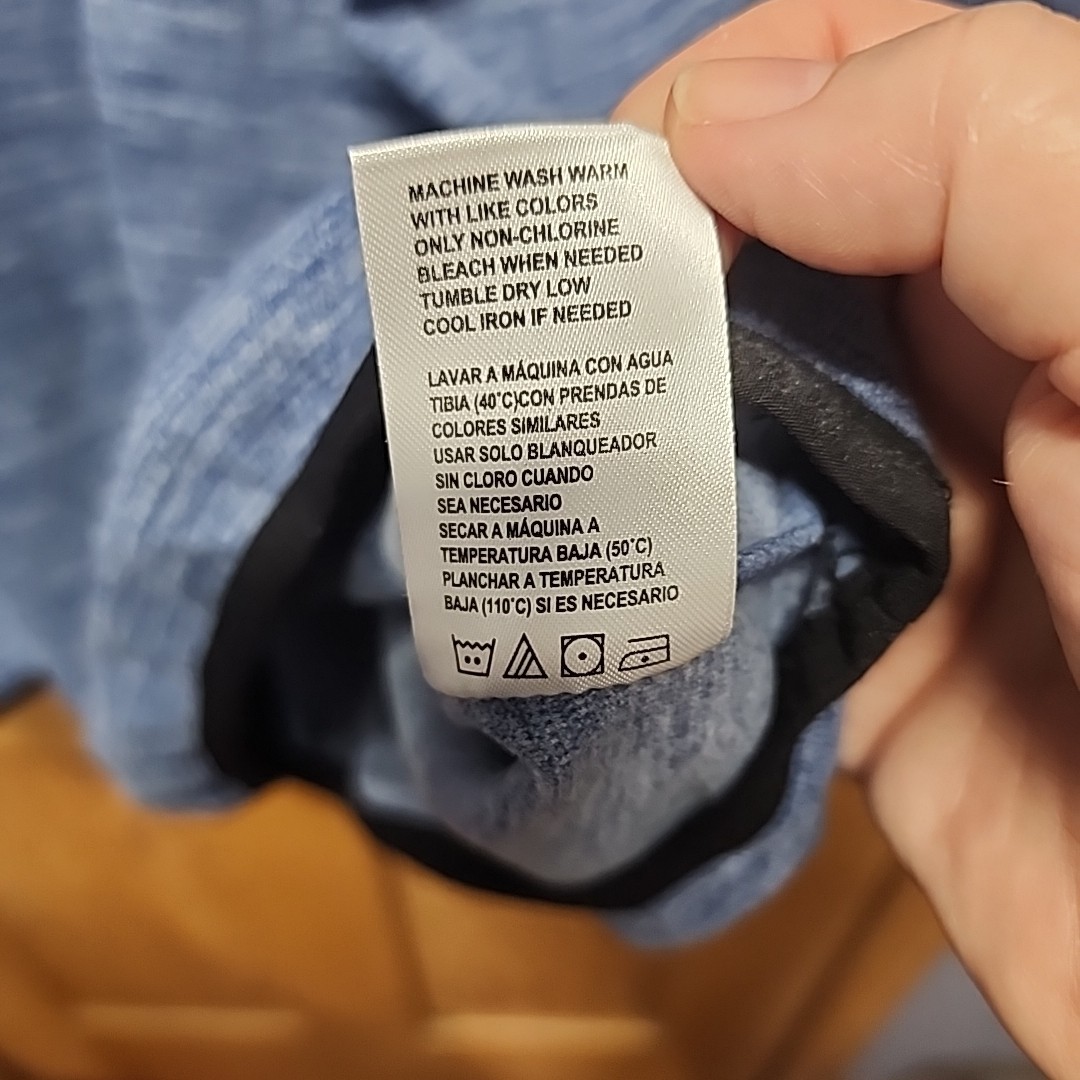 MACHINE WASH WARM
WITH LIKE COLORS
ONLY NON-CHLORINE
BLEACH WHEN NEEDED
TUMBLE DRY LOW
COOL IRON IF NEEDED
LAVAR A MÁQUINA CON AGUA
TIBIA (40°C)CON PRENDAS DE
COLORES SIMILARES
USAR SOLO BLANQUEADOR
SIN CLORO CUANDO
SEA NECESARIO
SECAR A MÁQUINA A
TEMPERATURA BAJA (50°C)
PLANCHAR A TEMPERATURA
BAJA (110°C) SI ES NECESARIO